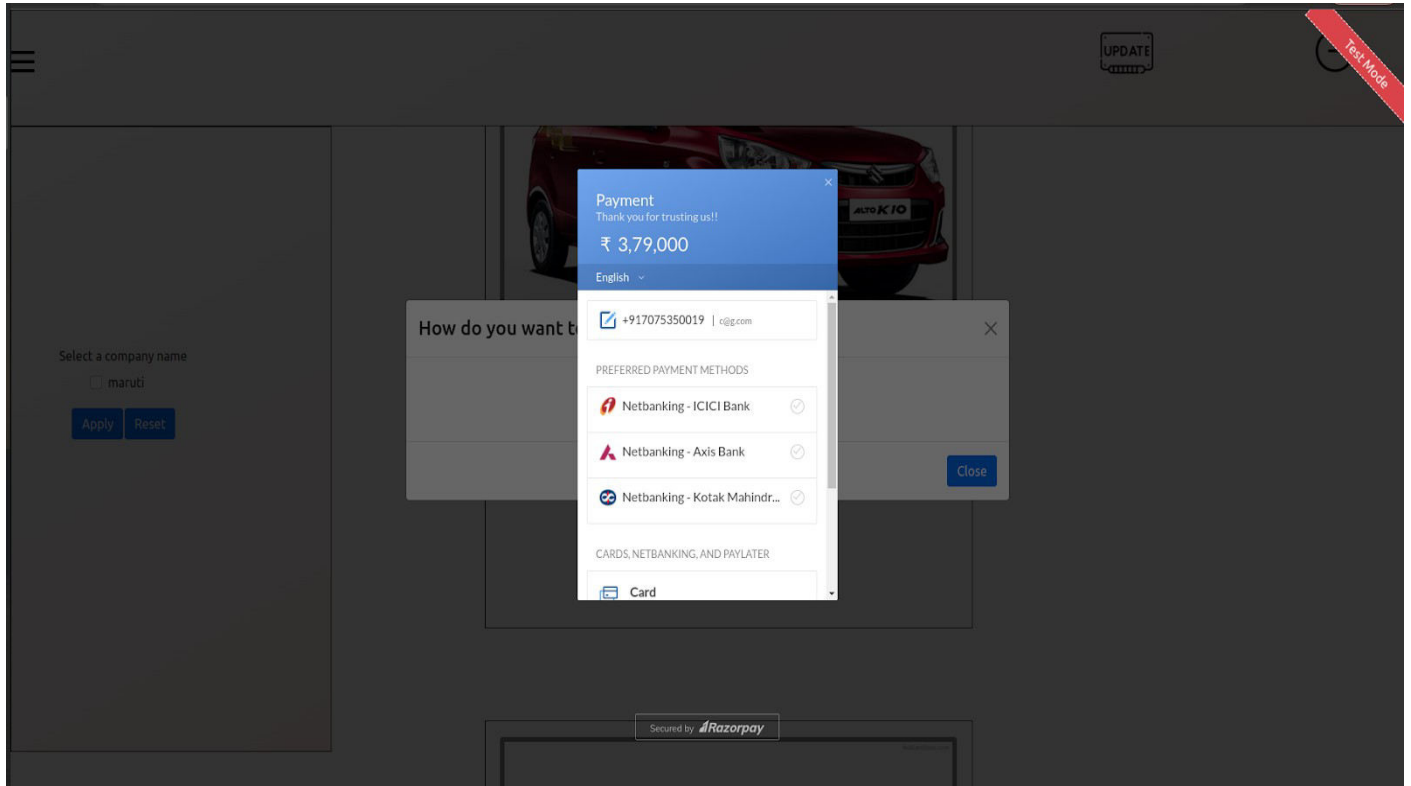 UPDATE
Test Mode
ALTO K10
Payment
Thank you for trusting us!!
₹ 3,79,000
English
How do you want t
+917075350019 | c@g.com
Select a company name
maruti
Apply Reset
PREFERRED PAYMENT METHODS
Netbanking - ICICI Bank
Netbanking - Axis Bank
Netbanking - Kotak Mahindr...
Close
CARDS, NETBANKING, AND PAYLATER
Card
Secured by Razorpay